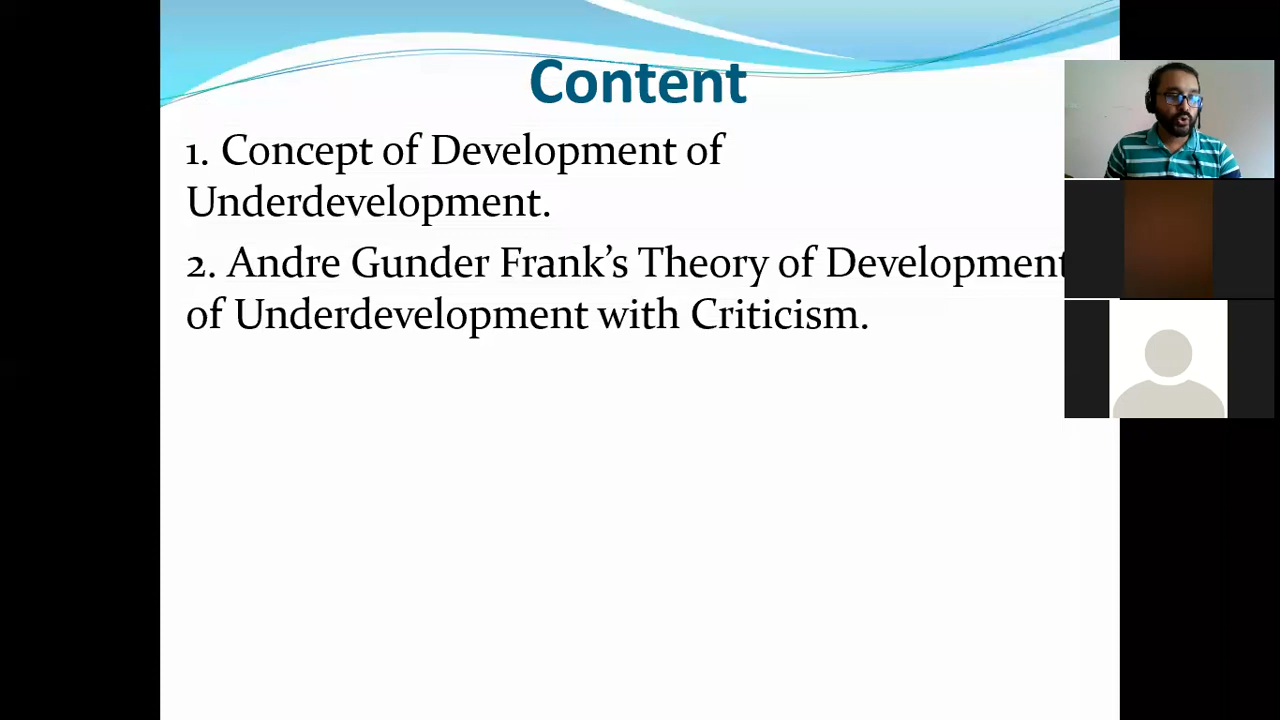 Content
1. Concept of Development of
Underdevelopment.
2. Andre Gunder Frank’s Theory of Development
of Underdevelopment with Criticism.